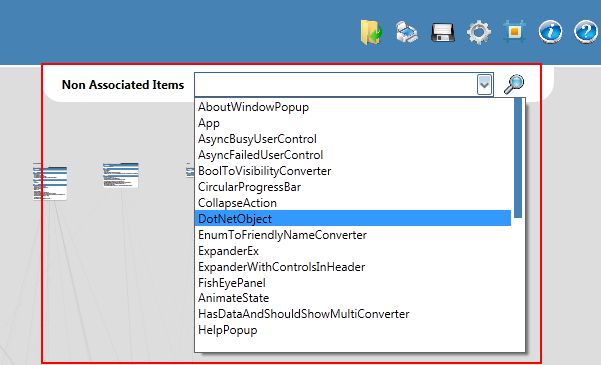 Non Associated Items
AboutWindowPopup
App
AsyncBusyUserControl
AsyncFailedUserControl
BoolToVisibilityConverter
CircularProgressBar
CollapseAction
DotNetObject
EnumToFriendlyNameConverter
ExpanderEx
ExpanderWithControlsInHeader
FishEyePanel
AnimateState
HasDataAndShouldShowMultiConverter
HelpPopup